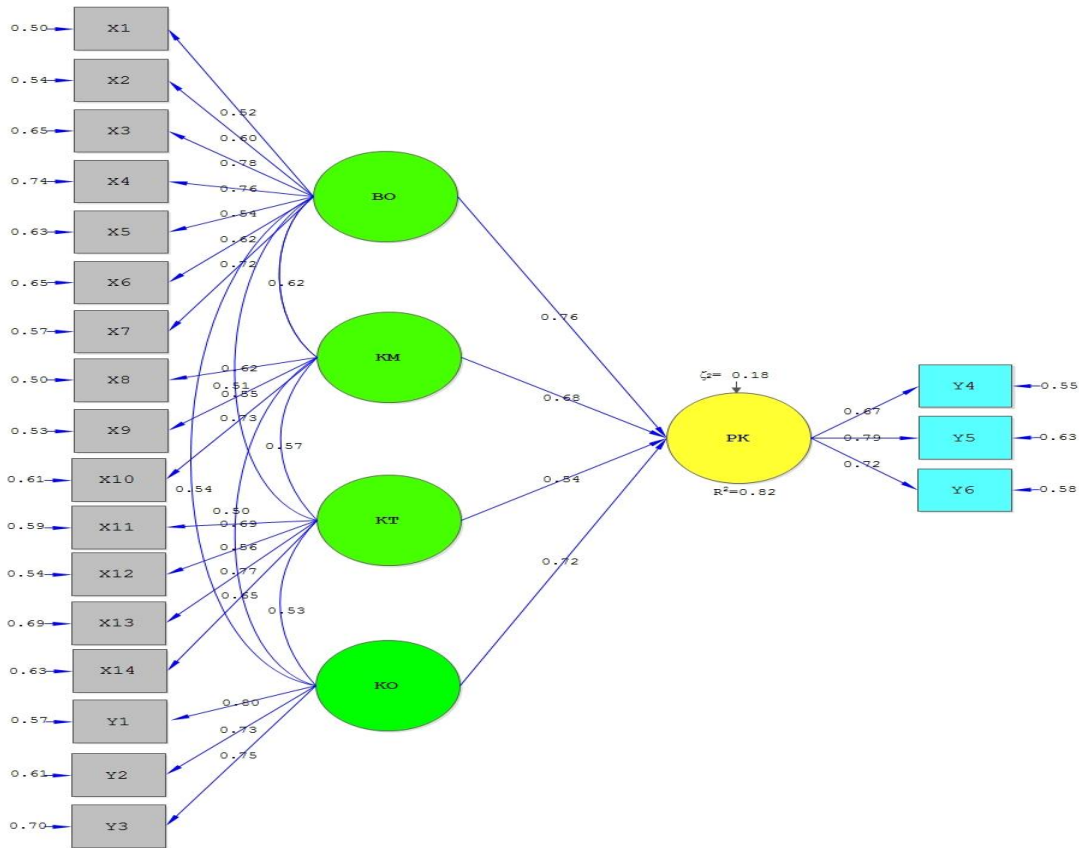 0.50 X1
0.54 X2
0.65 X3
0.74 X4
0.63 X5
0.65 X6
0.57 X7
0.50 X8
0.53 X9
0.61 X10
0.59 X11
0.54 X12
0.69 X13
0.63 X14
0.57 Y1
0.61 Y2
0.70 Y3
0.52
0.60
0.78
0.76
0.54
0.62
0.72
0.62
0.62
0.51
0.55
0.73
0.57
0.54
0.50
0.69
0.56
0.77
0.65
0.53
0.80
0.73
0.75
BO
KM
KT
KO
0.76
0.68
0.54
0.72
ζ₂= 0.18
PK
R²=0.82
0.67
0.79
0.72
Y4 0.55
Y5 0.63
Y6 0.58